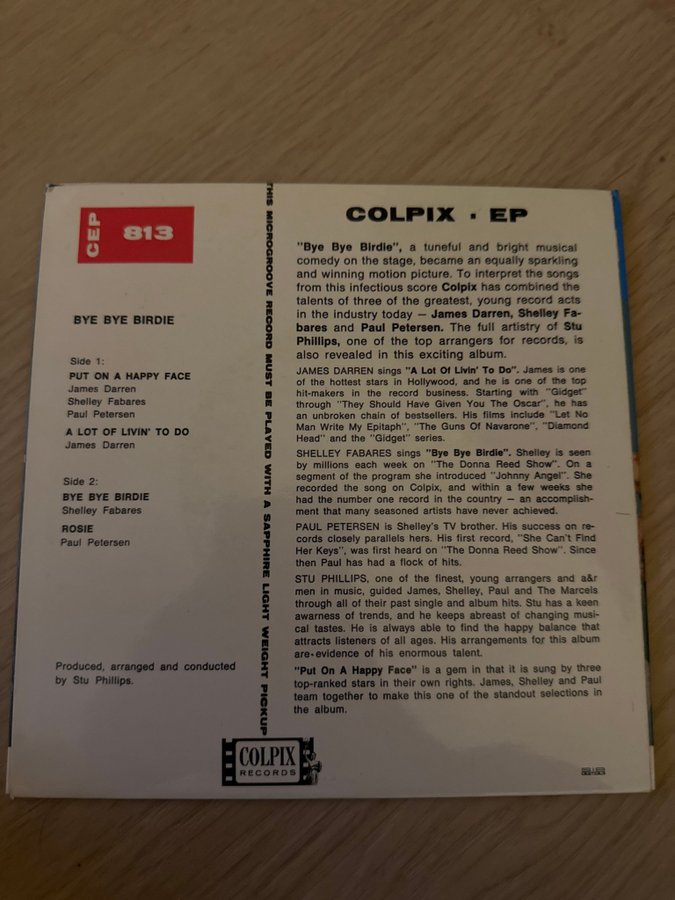 CEP 813
BYE BYE BIRDIE
Side 1:
PUT ON A HAPPY FACE
James Darren
Shelley Fabares
Paul Petersen
A LOT OF LIVIN' TO DO
James Darren
Side 2:
BYE BYE BIRDIE
Shelley Fabares
ROSIE
Paul Petersen
Produced, arranged and conducted
by Stu Phillips.
THIS MICROGROOVE RECORD MUST BE PLAYED WITH A SAPPHIRE LIGHT WEIGHT PICKUP
COLPIX • EP
"Bye Bye Birdie", a tuneful and bright musical
comedy on the stage, became an equally sparkling
and winning motion picture. To interpret the songs
from this infectious score Colpix has combined the
talents of three of the greatest, young record acts
in the industry today – James Darren, Shelley Fa-
bares and Paul Petersen. The full artistry of Stu
Phillips, one of the top arrangers for records, is
also revealed in this exciting album.
JAMES DARREN sings "A Lot Of Livin' To Do". James is one
of the hottest stars in Hollywood, and he is one of the top
hit-makers in the record business. Starting with "Gidget"
through "They Should Have Given You The Oscar", he has
an unbroken chain of bestsellers. His films include "Let No
Man Write My Epitaph", "The Guns Of Navarone", "Diamond
Head" and the "Gidget" series.
SHELLEY FABARES sings "Bye Bye Birdie". Shelley is seen
by millions each week on "The Donna Reed Show". On a
segment of the program she introduced "Johnny Angel". She
recorded the song on Colpix, and within a few weeks she
had the number one record in the country – an accomplish-
ment that many seasoned artists have never achieved.
PAUL PETERSEN is Shelley's TV brother. His success on re-
cords closely parallels hers. His first record, "She Can't Find
Her Keys", was first heard on "The Donna Reed Show". Since
then Paul has had a flock of hits.
STU PHILLIPS, one of the finest, young arrangers and a&r
men in music, guided James, Shelley, Paul and The Marcels
through all of their past single and album hits. Stu has a keen
awarness of trends, and he keeps abreast of changing musi-
cal tastes. He is always able to find the happy balance that
attracts listeners of all ages. His arrangements for this album
are evidence of his enormous talent.
"Put On A Happy Face" is a gem in that it is sung by three
top-ranked stars in their own rights. James, Shelley and Paul
team together to make this one of the standout selections in
the album.
COLPIX
RECORDS